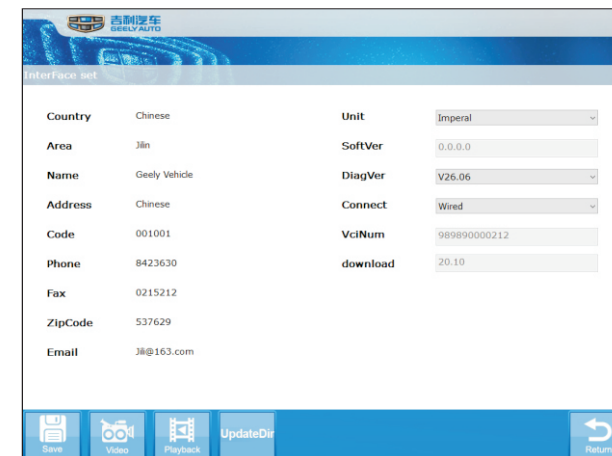 吉利汽车
GEELY AUTO
InterFace set
Country Chinese
Area Jilin
Name Geely Vehicle
Address Chinese
Code 001001
Phone 8423630
Fax 0215212
ZipCode 537629
Email Jili@163.com
Unit Imperal
SoftVer 0.0.0.0
DiagVer V26.06
Connect Wired
VciNum 989890000212
download 20.10
Save
Video
Playback
UpdateDir
Return